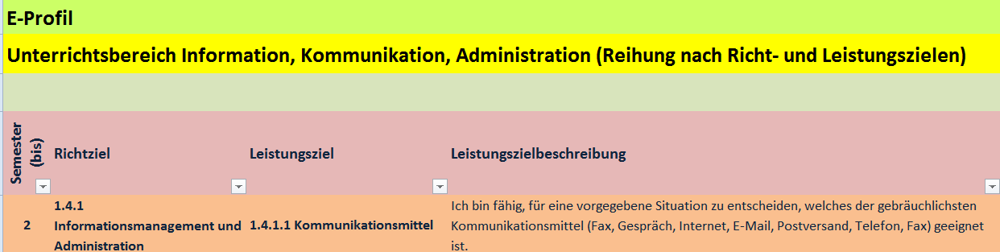 E-Profil
Unterrichtsbereich Information, Kommunikation, Administration (Reihung nach Richt- und Leistungszielen)
Semester
(bis)
Richtziel
Leistungsziel
Leistungszielbeschreibung
2
1.4.1
Informationsmanagement und
Administration
1.4.1.1 Kommunikationsmittel
Ich bin fähig, für eine vorgegebene Situation zu entscheiden, welches der gebräuchlichsten
Kommunikationsmittel (Fax, Gespräch, Internet, E-Mail, Postversand, Telefon, Fax) geeignet
ist.